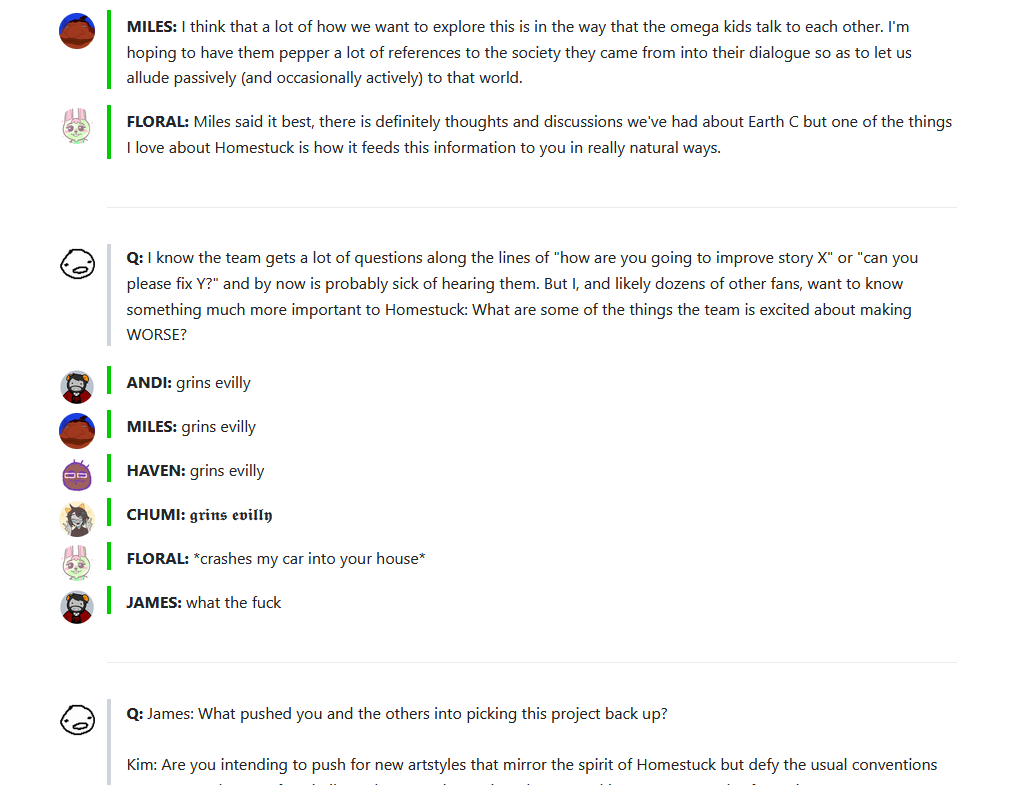 MILES: I think that a lot of how we want to explore this is in the way that the omega kids talk to each other. I'm
hoping to have them pepper a lot of references to the society they came from into their dialogue so as to let us
allude passively (and occasionally actively) to that world.
FLORAL: Miles said it best, there is definitely thoughts and discussions we've had about Earth C but one of the things
I love about Homestuck is how it feeds this information to you in really natural ways.
Q: I know the team gets a lot of questions along the lines of "how are you going to improve story X" or "can you
please fix Y?" and by now is probably sick of hearing them. But I, and likely dozens of other fans, want to know
something much more important to Homestuck: What are some of the things the team is excited about making
WORSE?
ANDI: grins evilly
MILES: grins evilly
HAVEN: grins evilly
CHUMI: 𝖌𝖗𝖎𝖓𝖘 𝖊𝖛𝖎𝖑𝖑𝖞
FLORAL: *crashes my car into your house*
JAMES: what the fuck
Q: James: What pushed you and the others into picking this project back up?
Kim: Are you intending to push for new artstyles that mirror the spirit of Homestuck but defy the usual conventions